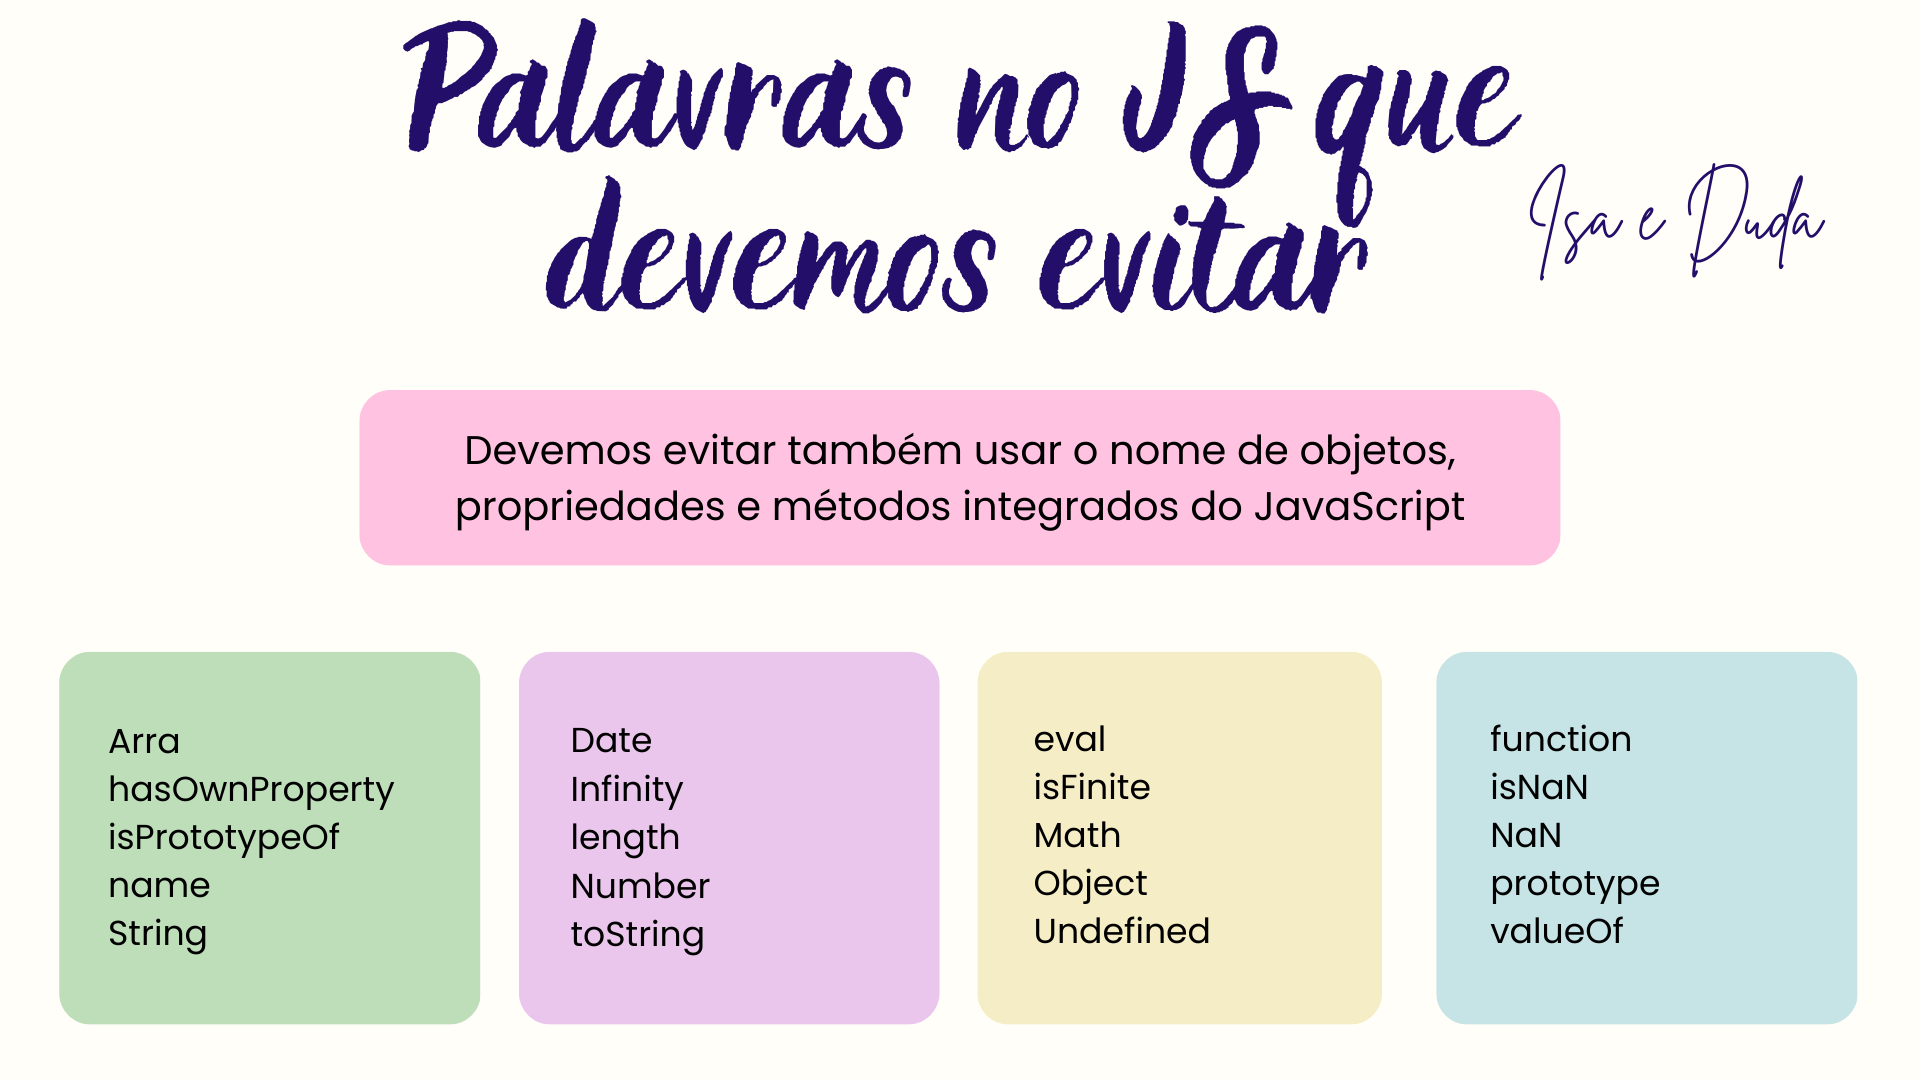 Palavras no JS que
devemos evitar
Isa e Duda
Devemos evitar também usar o nome de objetos,
propriedades e métodos integrados do JavaScript
Arra
hasOwnProperty
isPrototypeOf
name
String
Date
Infinity
length
Number
toString
eval
isFinite
Math
Object
Undefined
function
isNaN
NaN
prototype
valueOf